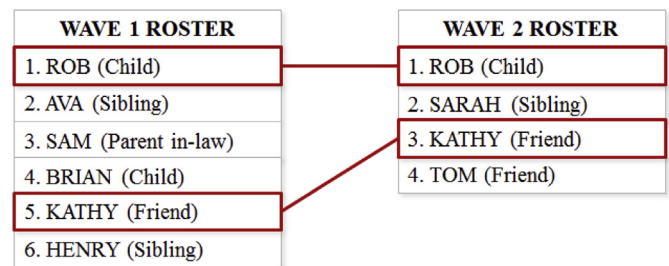 WAVE 1 ROSTER
1. ROB (Child)
2. AVA (Sibling)
3. SAM (Parent in-law)
4. BRIAN (Child)
5. KATHY (Friend)
6. HENRY (Sibling)
WAVE 2 ROSTER
1. ROB (Child)
2. SARAH (Sibling)
3. KATHY (Friend)
4. TOM (Friend)